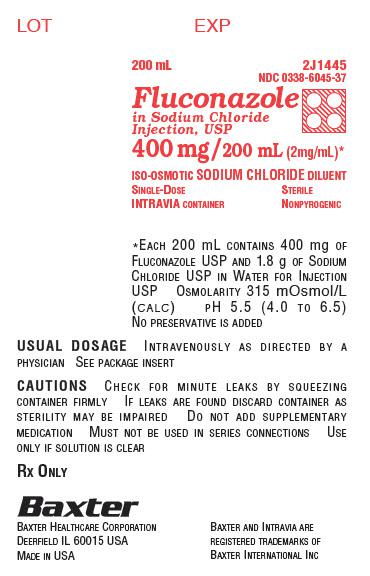 LOT EXP
200 mL 2J1445
NDC 0338-6045-37
Fluconazole
in Sodium Chloride
Injection, USP
400 mg/200 mL (2mg/mL)*
ISO-OSMOTIC SODIUM CHLORIDE DILUENT
SINGLE-DOSE STERILE
INTRAVIA CONTAINER NONPYROGENIC
*EACH 200 mL CONTAINS 400 mg OF
FLUCONAZOLE USP AND 1.8 g OF SODIUM
CHLORIDE USP IN WATER FOR INJECTION
USP OSMOLARITY 315 mOsmol/L
(CALC) pH 5.5 (4.0 TO 6.5)
NO PRESERVATIVE IS ADDED
USUAL DOSAGE INTRAVENOUSLY AS DIRECTED BY A
PHYSICIAN SEE PACKAGE INSERT
CAUTIONS CHECK FOR MINUTE LEAKS BY SQUEEZING
CONTAINER FIRMLY IF LEAKS ARE FOUND DISCARD CONTAINER AS
STERILITY MAY BE IMPAIRED DO NOT ADD SUPPLEMENTARY
MEDICATION MUST NOT BE USED IN SERIES CONNECTIONS USE
ONLY IF SOLUTION IS CLEAR
RX ONLY
Baxter
BAXTER HEALTHCARE CORPORATION
DEERFIELD IL 60015 USA
MADE IN USA
BAXTER AND INTRAVIA ARE
REGISTERED TRADEMARKS OF
BAXTER INTERNATIONAL INC